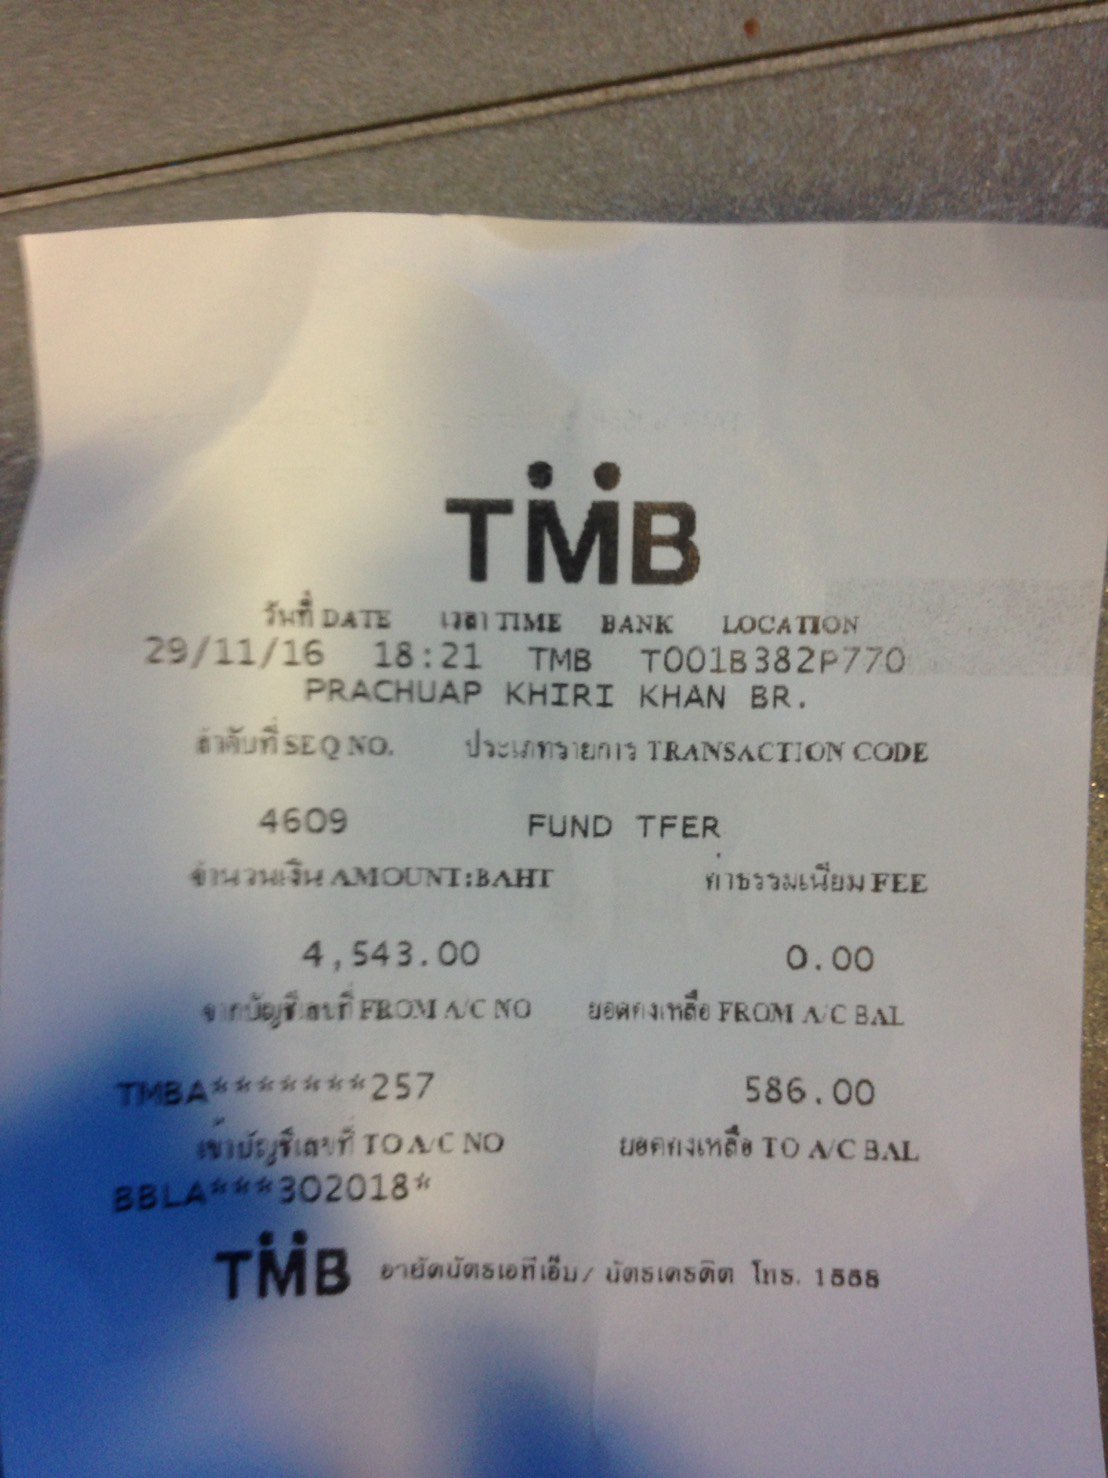 TMB
วันที่ DATE เวลา TIME BANK LOCATION
29/11/16 18:21 TMB T001B382P770
PRACHUAP KHIRI KHAN BR.
ลำดับที่ SEQ NO. ประเภทรายการ TRANSACTION CODE
4609 FUND TFER
จำนวนเงิน AMOUNT:BAHT ค่าธรรมเนียม FEE
4,543.00 0.00
จากบัญชีเลขที่ FROM A/C NO ยอดคงเหลือ FROM A/C BAL
TMBA*******257 586.00
เข้าบัญชีเลขที่ TO A/C NO ยอดคงเหลือ TO A/C BAL
BBLA***302018*
TMB อายัดบัตรเอทีเอ็ม/ บัตรเครดิต โทร. 1558